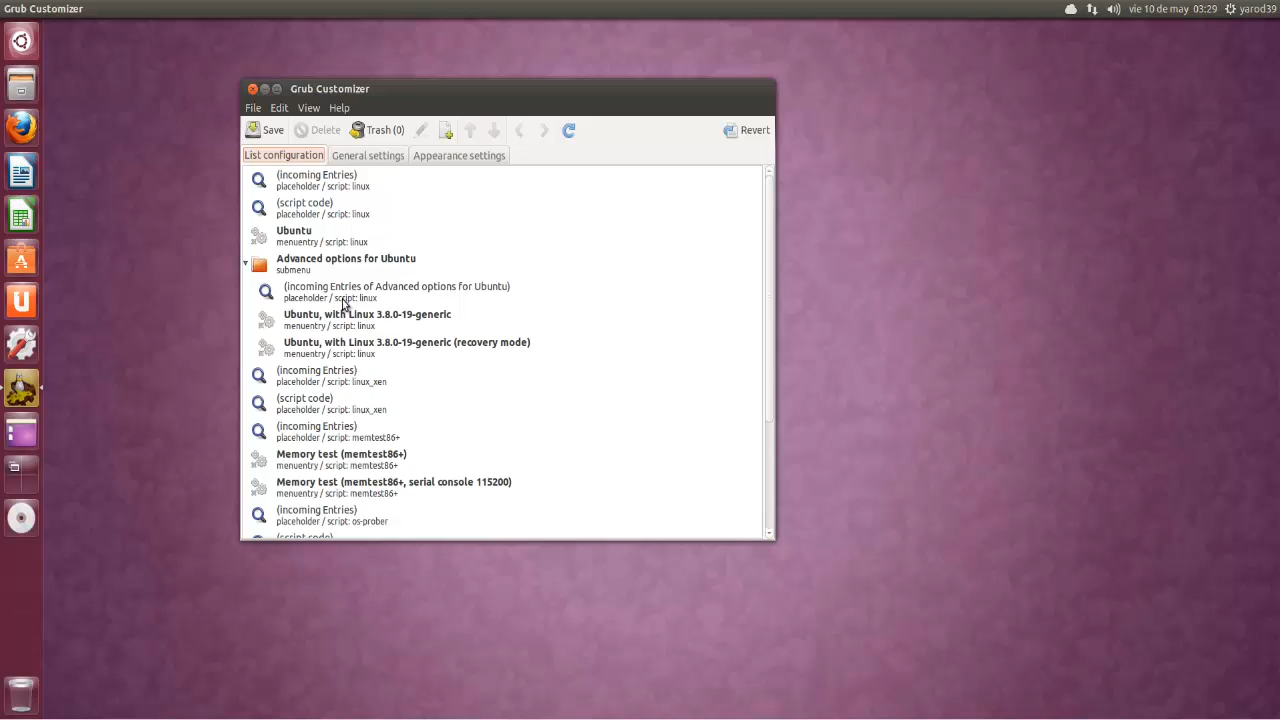 Grub Customizer
vie 10 de may 03:29
yarod39
Grub Customizer
File Edit View Help
Save Delete Trash (0) Revert
List configuration General settings Appearance settings
(incoming Entries)
placeholder / script: linux
(script code)
placeholder / script: linux
Ubuntu
menuentry / script: linux
Advanced options for Ubuntu
submenu
(incoming Entries of Advanced options for Ubuntu)
placeholder / script: linux
Ubuntu, with Linux 3.8.0-19-generic
menuentry / script: linux
Ubuntu, with Linux 3.8.0-19-generic (recovery mode)
menuentry / script: linux
(incoming Entries)
placeholder / script: linux_xen
(script code)
placeholder / script: linux_xen
(incoming Entries)
placeholder / script: memtest86+
Memory test (memtest86+)
menuentry / script: memtest86+
Memory test (memtest86+, serial console 115200)
menuentry / script: memtest86+
(incoming Entries)
placeholder / script: os-prober
(script code)